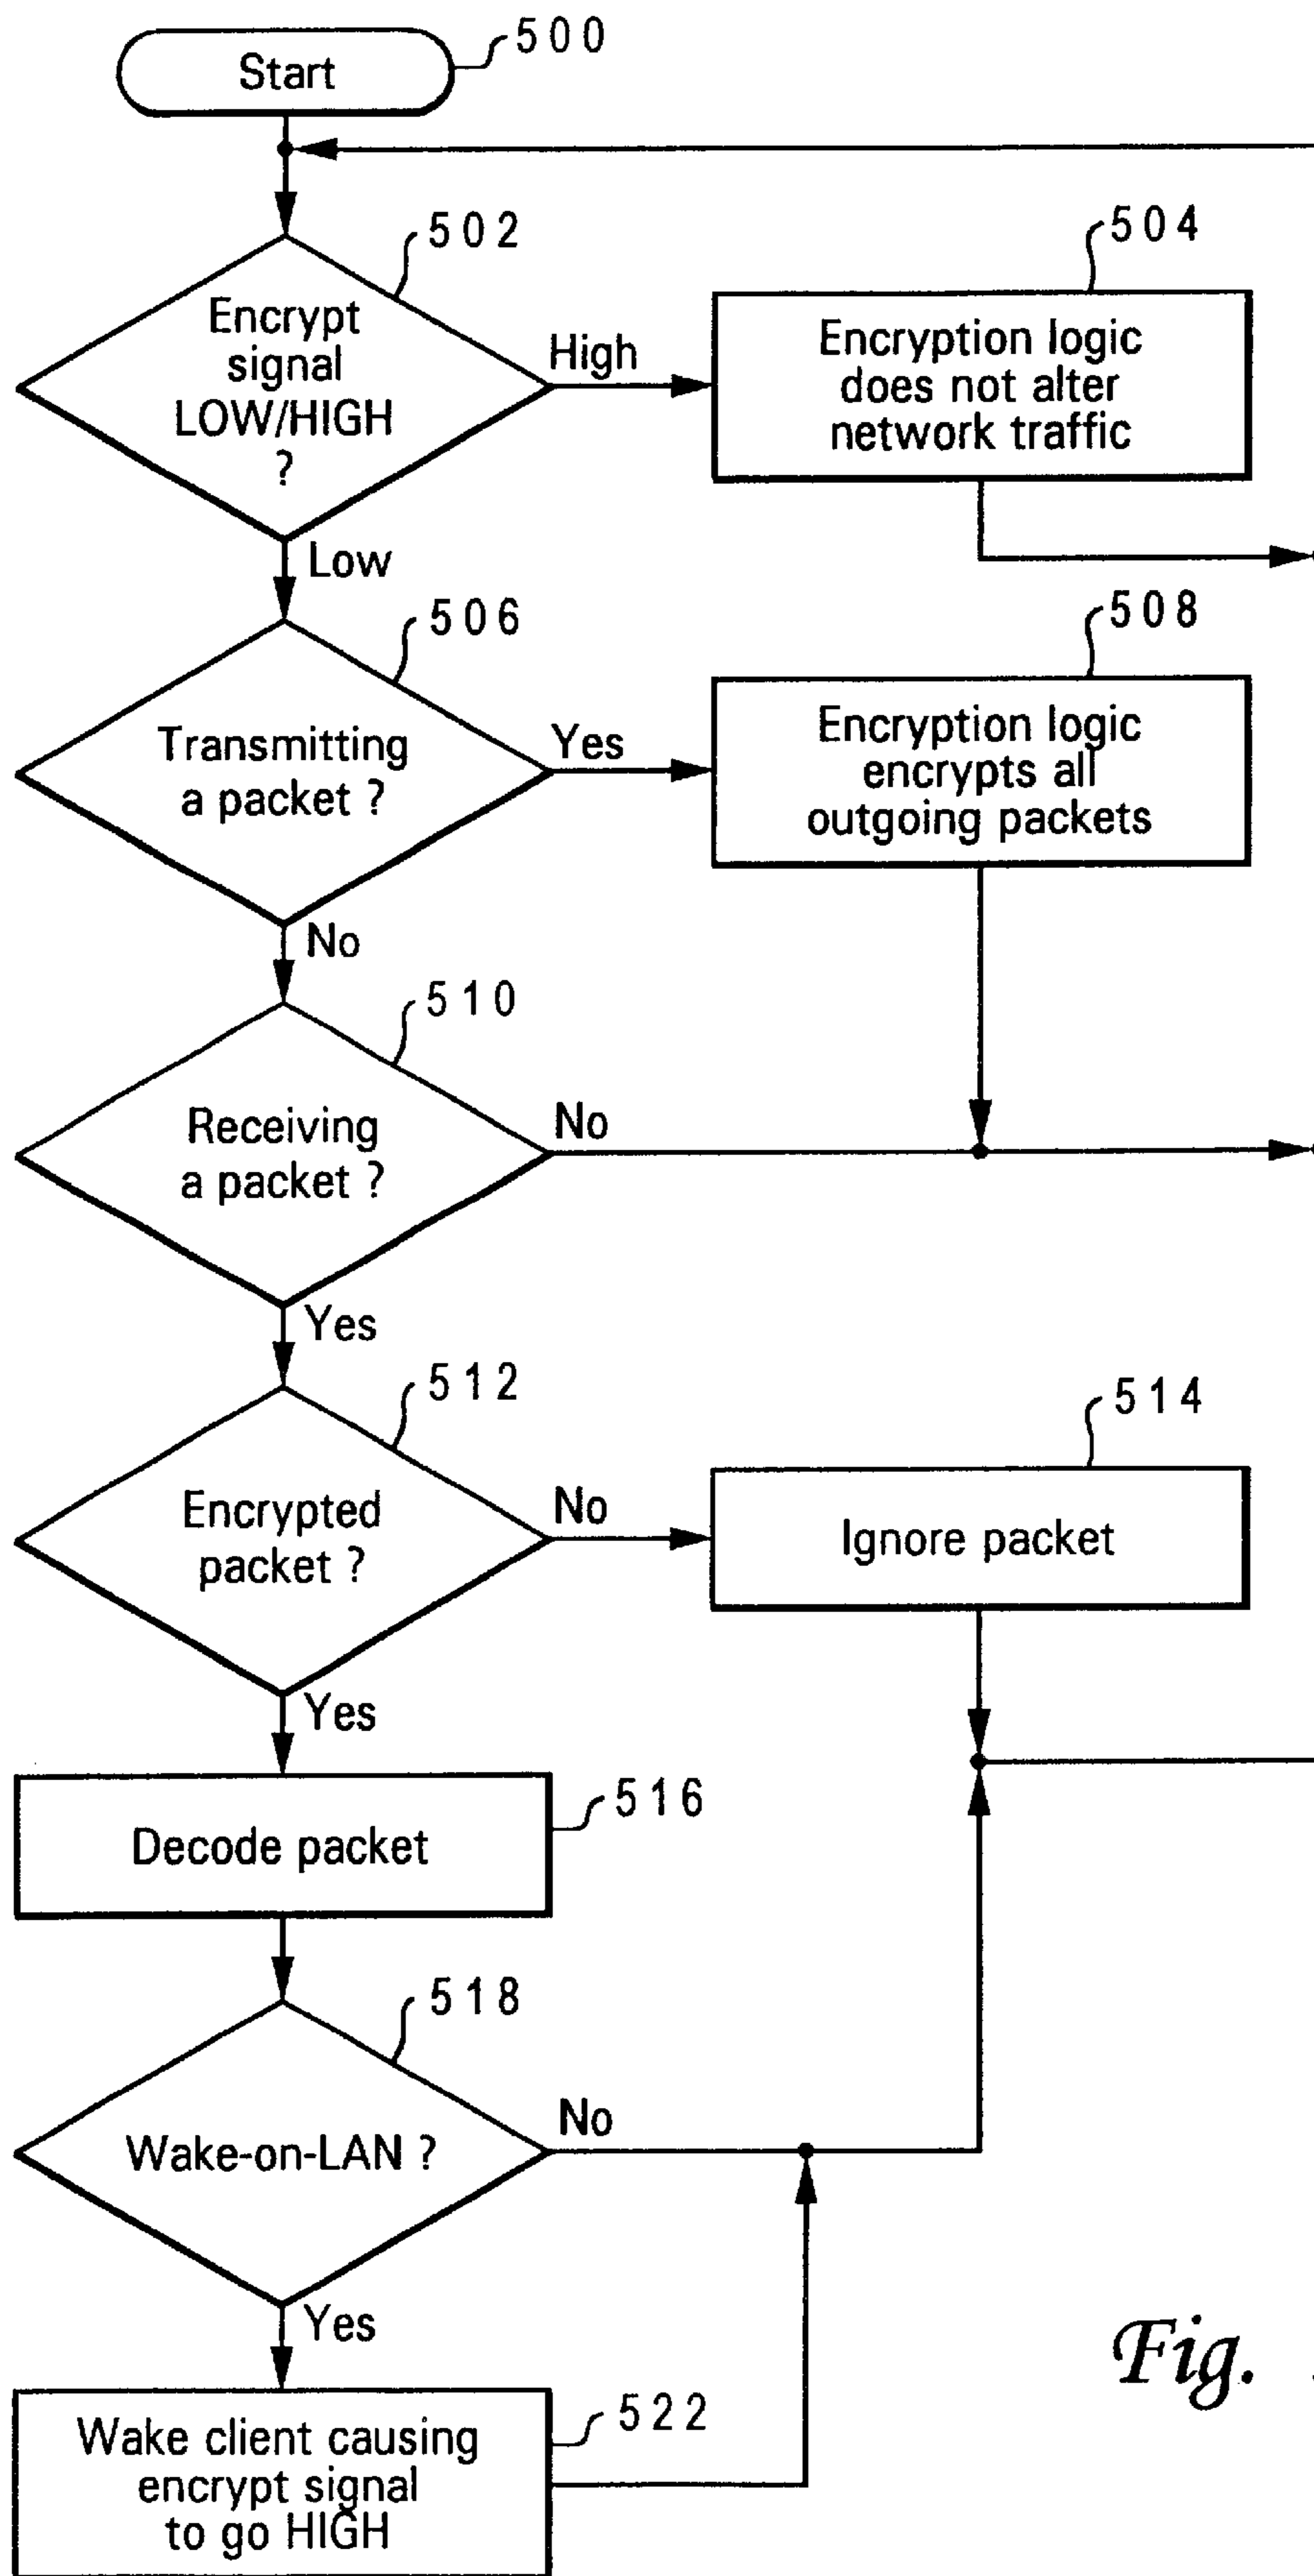 Start
500
502
Encrypt
signal
LOW/HIGH
?
High
504
Encryption logic
does not alter
network traffic
Low
506
Transmitting
a packet ?
Yes
508
Encryption logic
encrypts all
outgoing packets
No
510
Receiving
a packet ?
No
Yes
512
Encrypted
packet ?
No
514
Ignore packet
Yes
516
Decode packet
518
Wake-on-LAN ?
No
Yes
522
Wake client causing
encrypt signal
to go HIGH
Fig.